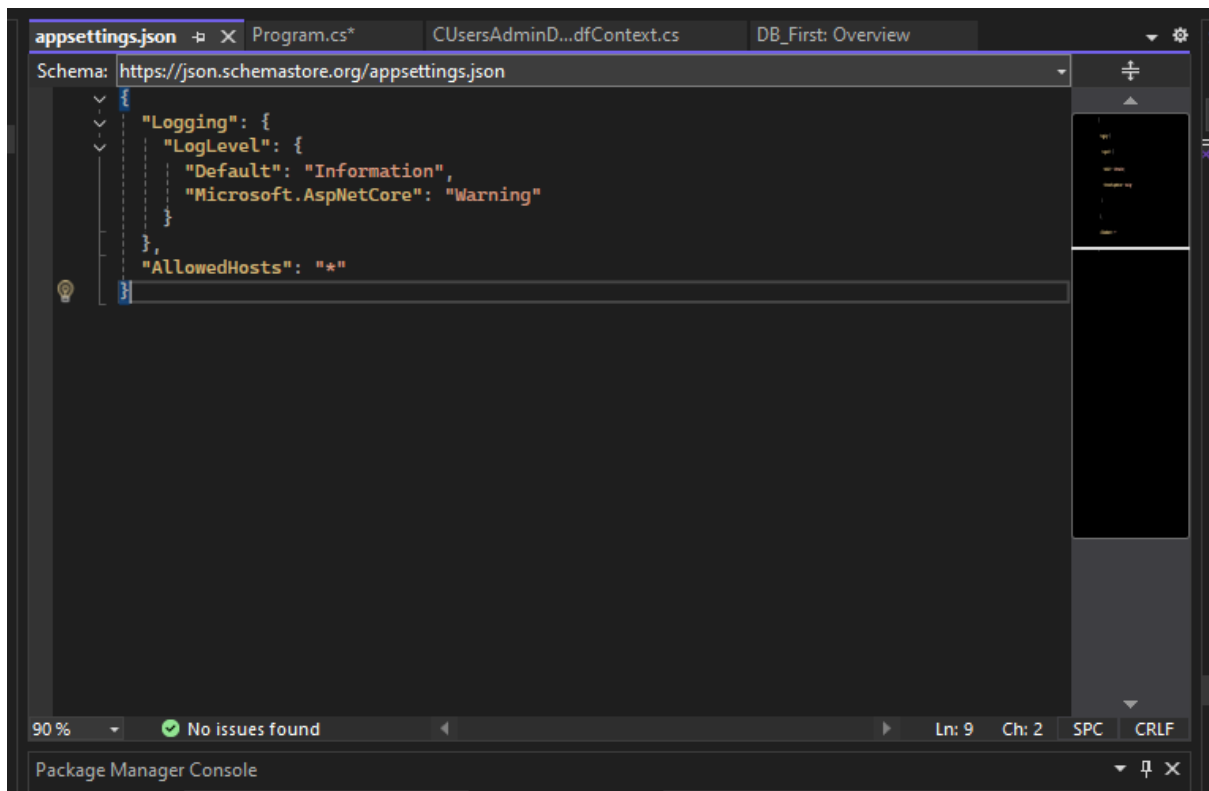 appsettings.json Program.cs* CUsersAdminD...dfContext.cs DB_First: Overview
Schema: https://json.schemastore.org/appsettings.json
{
"Logging": {
"LogLevel": {
"Default": "Information",
"Microsoft.AspNetCore": "Warning"
}
},
"AllowedHosts": "*"
}
90 % No issues found Ln: 9 Ch: 2 SPC CRLF
Package Manager Console